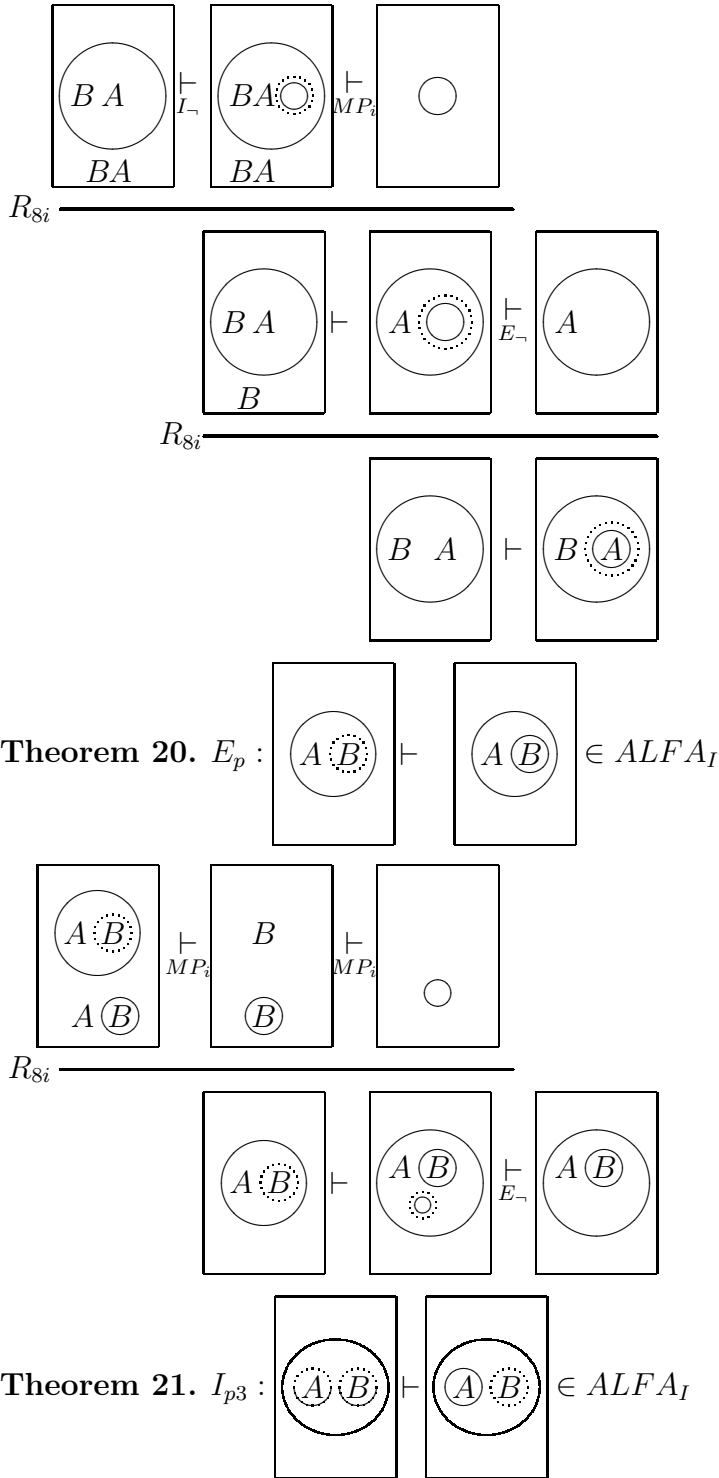 B A ⊢ I¬ BA ⊢ MPi
BA BA
R8i
B A ⊢ A ⊢ E¬ A
B
R8i
B A ⊢ B A
Theorem 20. Ep : A B ⊢ A B ∈ ALFAI
A B ⊢ MPi B ⊢ MPi
A B B
R8i
A B ⊢ A B ⊢ E¬ A B
Theorem 21. Ip3 : A B ⊢ A B ∈ ALFAI